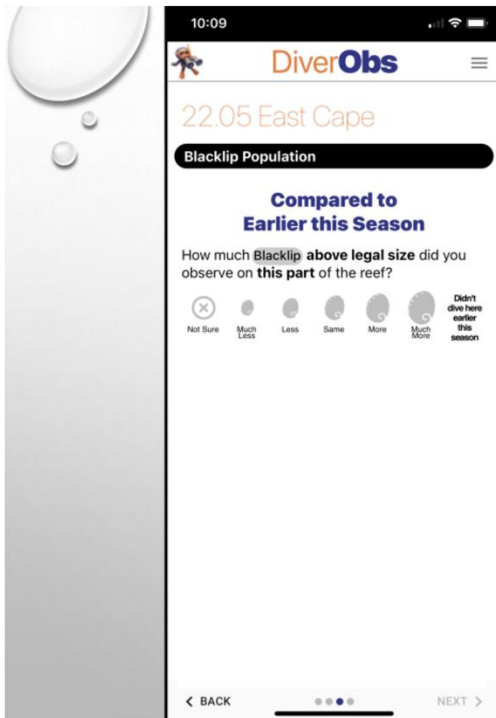 10:09
DiverObs
22.05 East Cape
Blacklip Population
Compared to
Earlier this Season
How much Blacklip above legal size did you
observe on this part of the reef?
Not Sure
Much
Less
Less
Same
More
Much
More
Didn't
dive here
earlier
this
season
BACK
NEXT